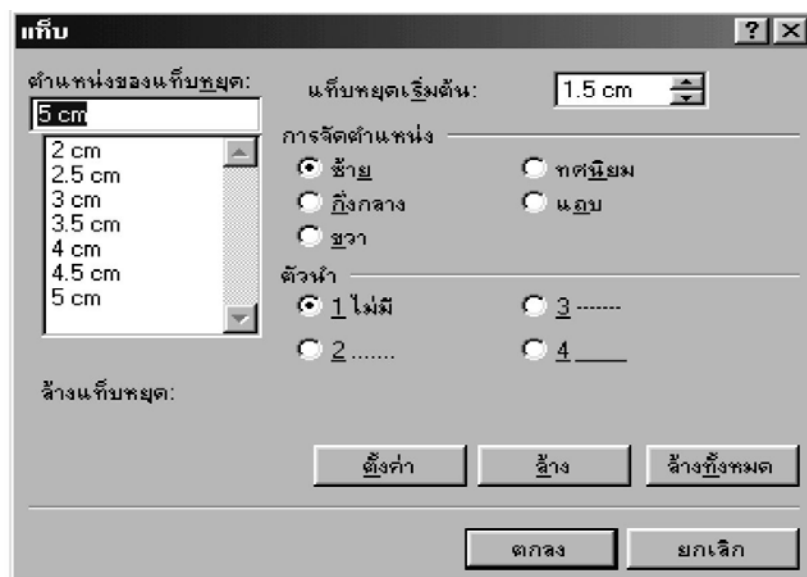 แท็บ
ตำแหน่งของแท็บหยุด:
5 cm
2 cm
2.5 cm
3 cm
3.5 cm
4 cm
4.5 cm
5 cm
แท็บหยุดเริ่มต้น: 1.5 cm
การจัดตำแหน่ง
ซ้าย ทศนิยม
กึ่งกลาง แถบ
ขวา
ตัวนำ
1 ไม่มี 3 -------
2 ....... 4 ____
ล้างแท็บหยุด:
ตั้งค่า ล้าง ล้างทั้งหมด
ตกลง ยกเลิก